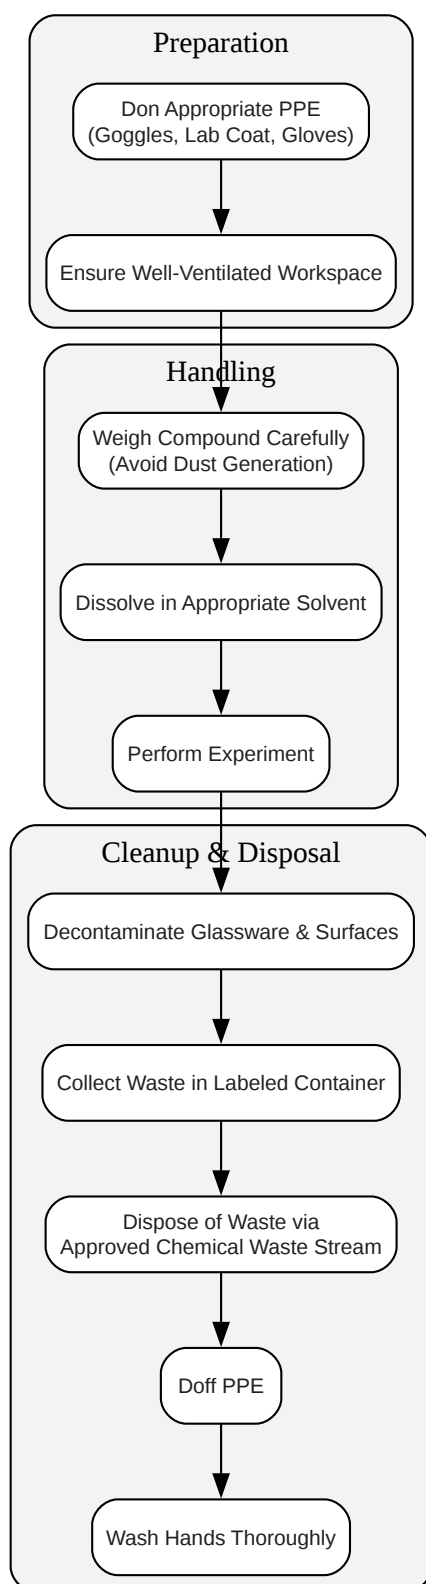 Preparation
Don Appropriate PPE
(Goggles, Lab Coat, Gloves)
Ensure Well-Ventilated Workspace
Handling
Weigh Compound Carefully
(Avoid Dust Generation)
Dissolve in Appropriate Solvent
Perform Experiment
Cleanup & Disposal
Decontaminate Glassware & Surfaces
Collect Waste in Labeled Container
Dispose of Waste via
Approved Chemical Waste Stream
Doff PPE
Wash Hands Thoroughly